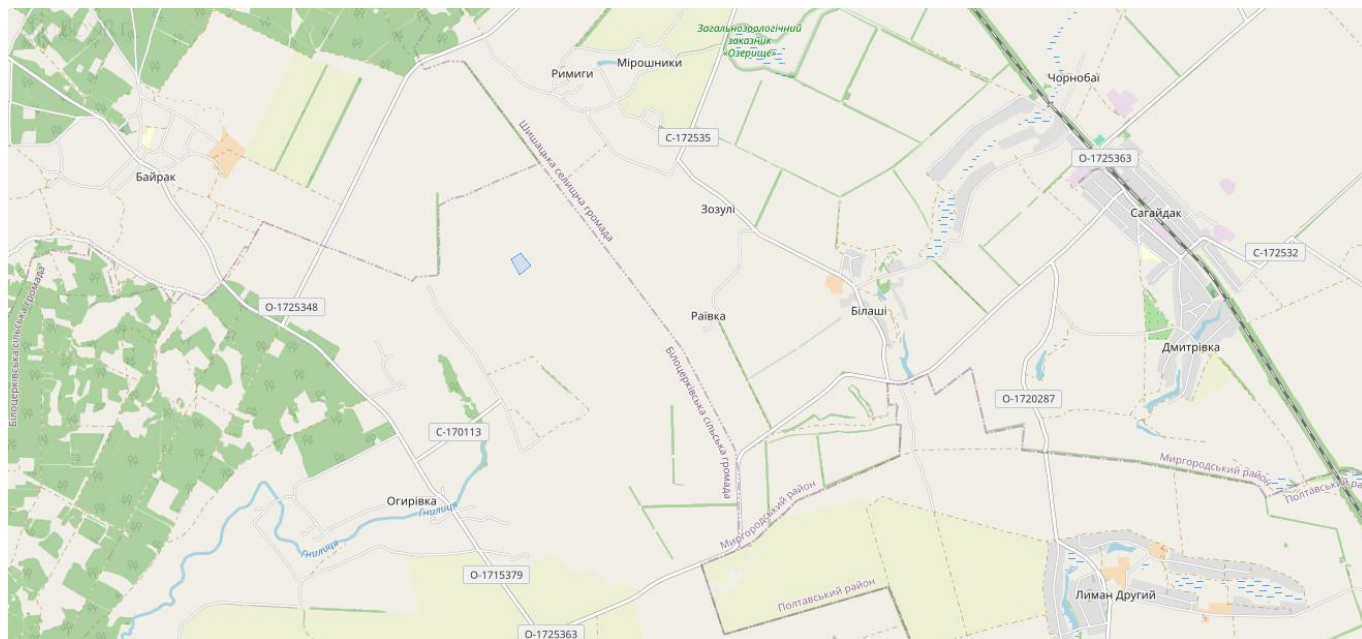 Загальнозоологічний
заказник
«Озерище»
Мірошники
Римиги
Чорнобаї
С-172535
Шишацька селищна громада
О-1725363
Байрак
Зозулі
Сагайдак
С-172532
Білоцерківська сільська громада
О-1725348
Раївка
Білаші
Дмитрівка
Білоцерківська сільська громада
О-1720287
С-170113
Миргородський район
Полтавський ра
Огирівка
Гнилиця
Гнилиця
Миргородський район
О-1715379
Полтавський район
Лиман Другий
О-1725363